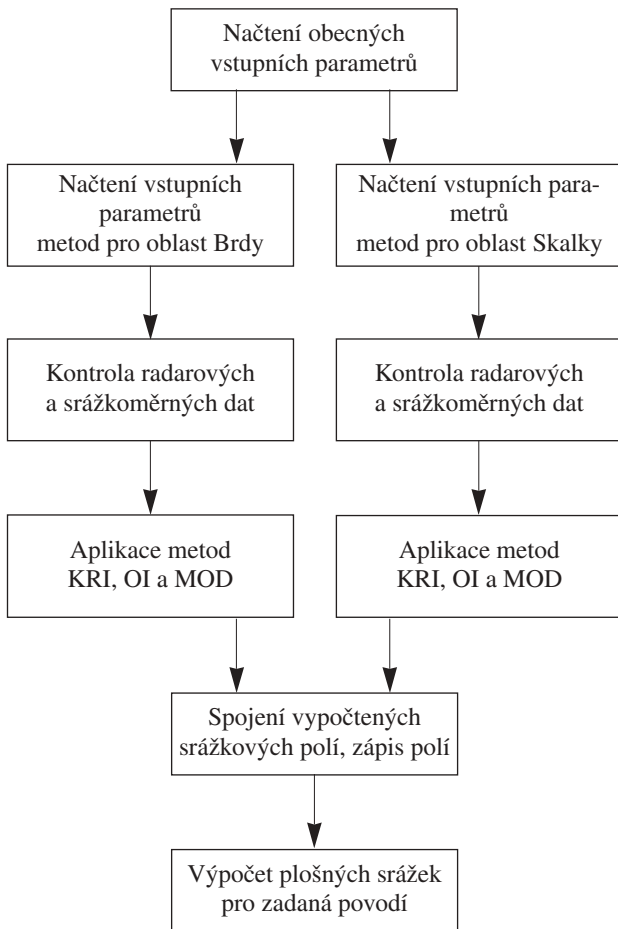 Načtení obecných
vstupních parametrů
Načtení vstupních
parametrů
metod pro oblast Brdy
Načtení vstupních para-
metrů
metod pro oblast Skalky
Kontrola radarových
a srážkoměrných dat
Kontrola radarových
a srážkoměrných dat
Aplikace metod
KRI, OI a MOD
Aplikace metod
KRI, OI a MOD
Spojení vypočtených
srážkových polí, zápis polí
Výpočet plošných srážek
pro zadaná povodí